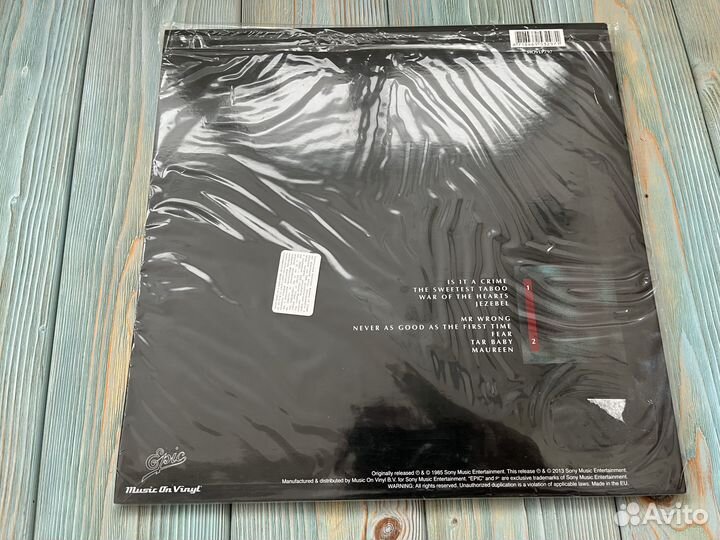 IS IT A CRIME
THE SWEETEST TABOO
WAR OF THE HEARTS
JEZEBEL
1
MR WRONG
NEVER AS GOOD AS THE FIRST TIME
FEAR
TAR BABY
MAUREEN
2
Epic
Music On Vinyl
Originally released ℗ & © 1985 Sony Music Entertainment. This release ℗ & © 2013 Sony Music Entertainment.
Manufactured & distributed by Music On Vinyl B.V. for Sony Music Entertainment. "EPIC" and are exclusive trademarks of Sony Music Entertainment.
WARNING: All rights reserved. Unauthorized duplication is a violation of applicable laws. Made in the EU.
Avito